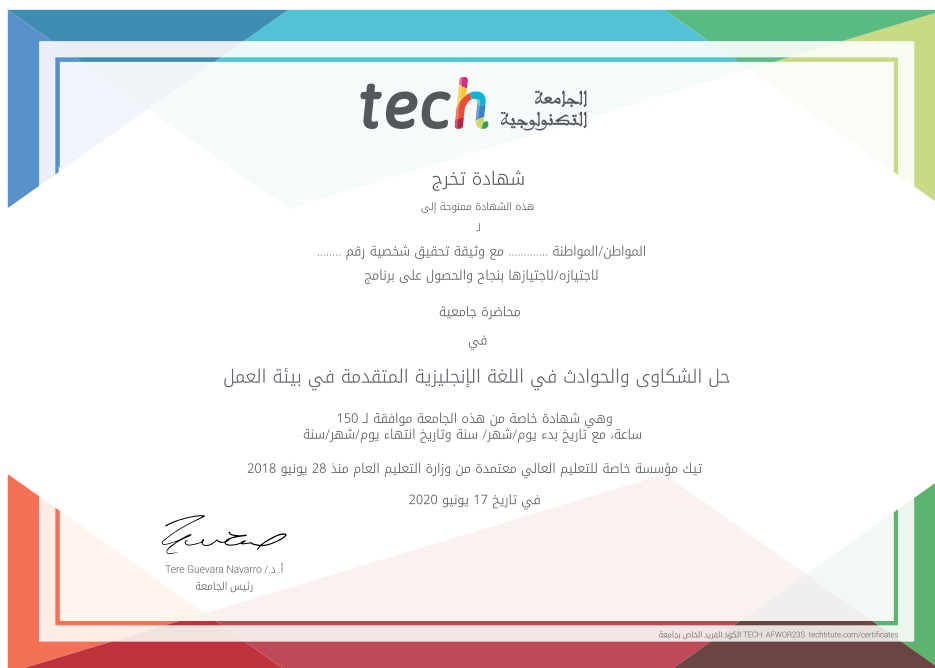 tech الجامعة
التكنولوجية
شهادة تخرج
هذه الشهادة ممنوحة إلى
لـ
المواطن/المواطنة ............. مع وثيقة تحقيق شخصية رقم ........
لاجتيازه/لاجتيازها بنجاح والحصول على برنامج
محاضرة جامعية
في
حل الشكاوى والحوادث في اللغة الإنجليزية المتقدمة في بيئة العمل
وهي شهادة خاصة من هذه الجامعة موافقة لـ 150
ساعة، مع تاريخ بدء يوم/شهر/ سنة وتاريخ انتهاء يوم/شهر/سنة
تيك مؤسسة خاصة للتعليم العالي معتمدة من وزارة التعليم العام منذ 28 يونيو 2018
في تاريخ 17 يونيو 2020
أ. د./ Tere Guevara Navarro
رئيس الجامعة
الكود الفريد الخاص بجامعة TECH: AFWOR23S techtitute.com/certificates